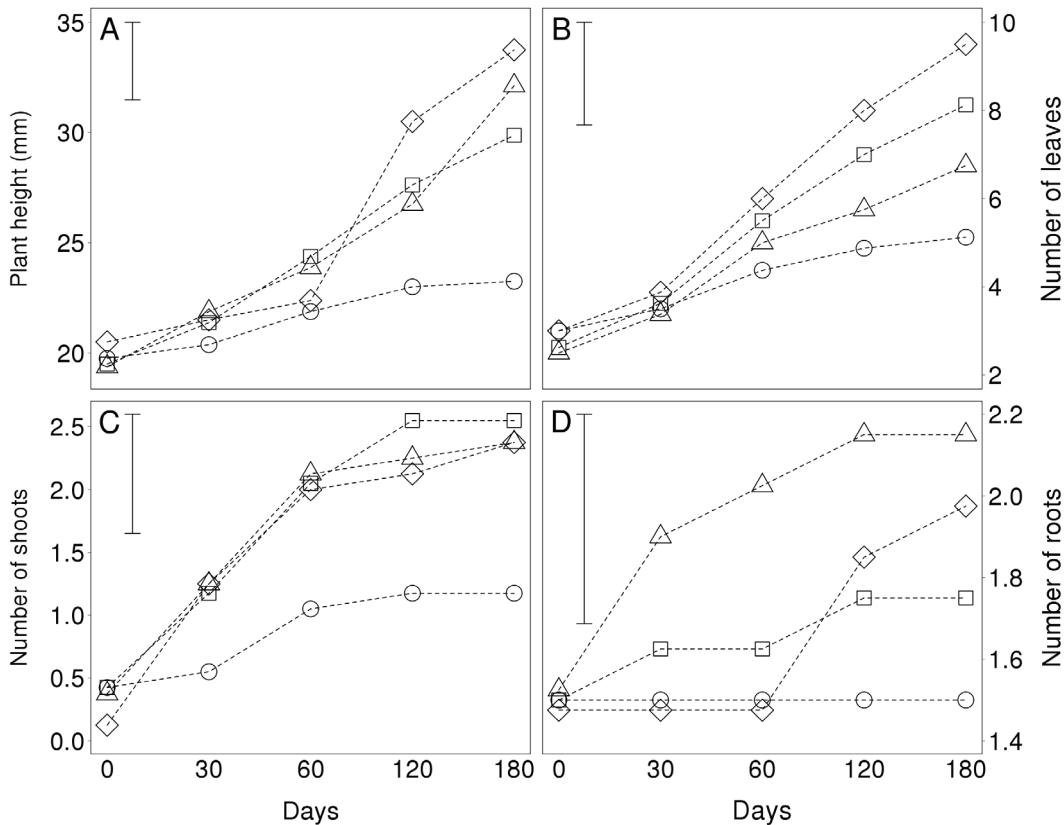 A
35
30
25
20
Plant height (mm)
B
10
8
6
4
2
Number of leaves
C
2.5
2.0
1.5
1.0
0.5
0.0
Number of shoots
0 30 60 120 180
Days
D
2.2
2.0
1.8
1.6
1.4
Number of roots
0 30 60 120 180
Days